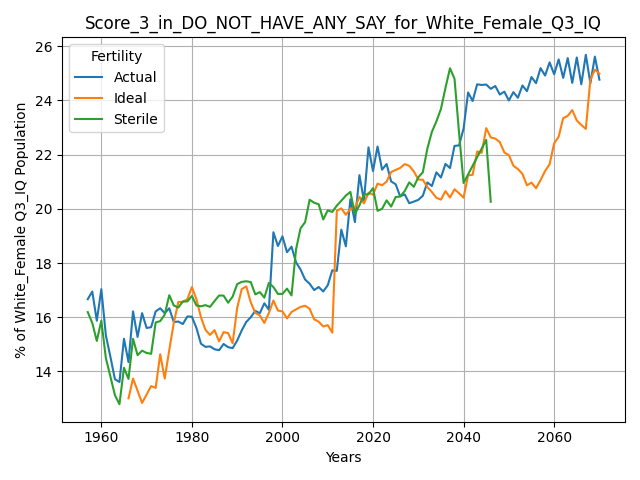 Score_3_in_DO_NOT_HAVE_ANY_SAY_for_White_Female_Q3_IQ
Fertility
Actual
Ideal
Sterile
% of White_Female Q3_IQ Population
26
24
22
20
18
16
14
1960
1980
2000
2020
2040
2060
Years